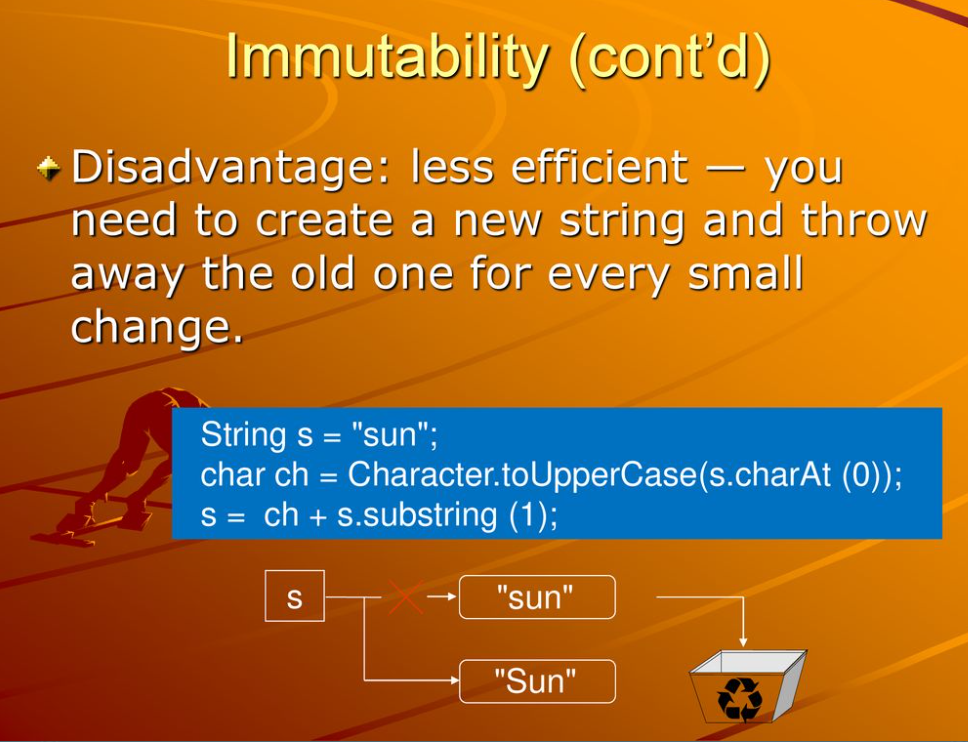 Immutability (cont’d)
Disadvantage: less efficient — you
need to create a new string and throw
away the old one for every small
change.
String s = "sun";
char ch = Character.toUpperCase(s.charAt (0));
s =  ch + s.substring (1);
s
"sun"
"Sun"